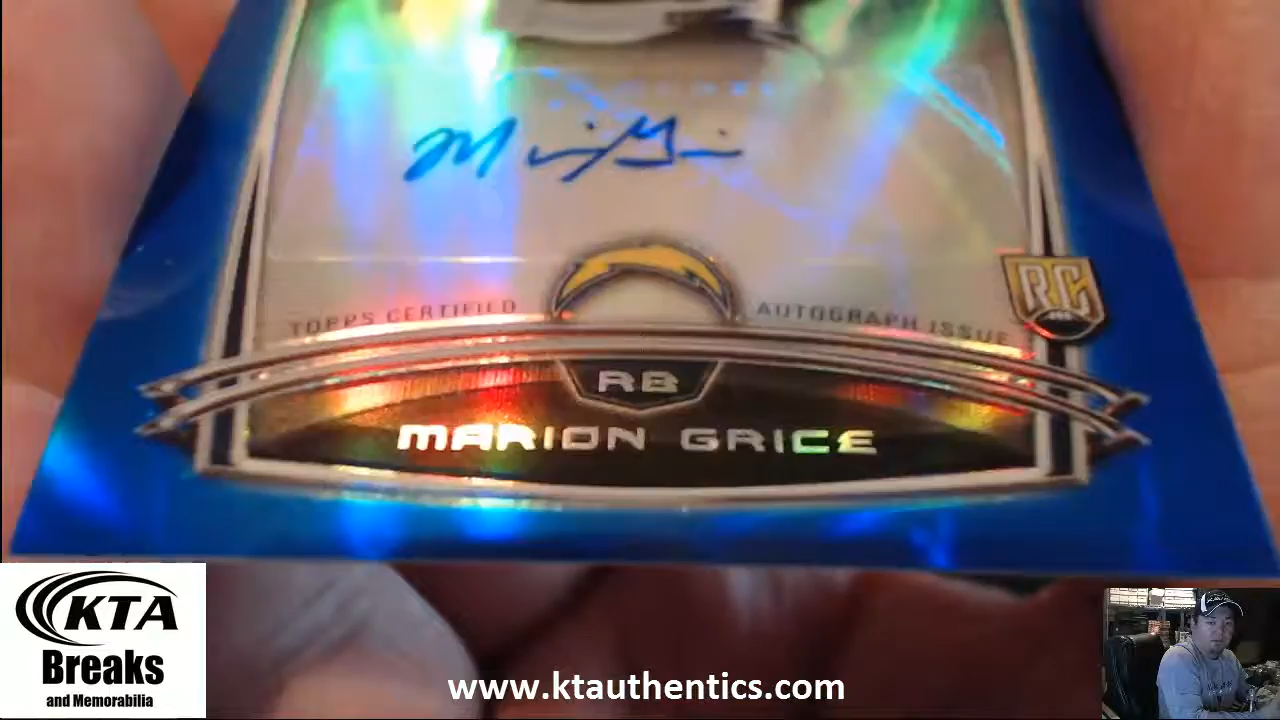 TOPPS CERTIFIED AUTOGRAPH ISSUE
RC
RB
MARION GRICE
KTA
Breaks
and Memorabilia
www.ktauthentics.com